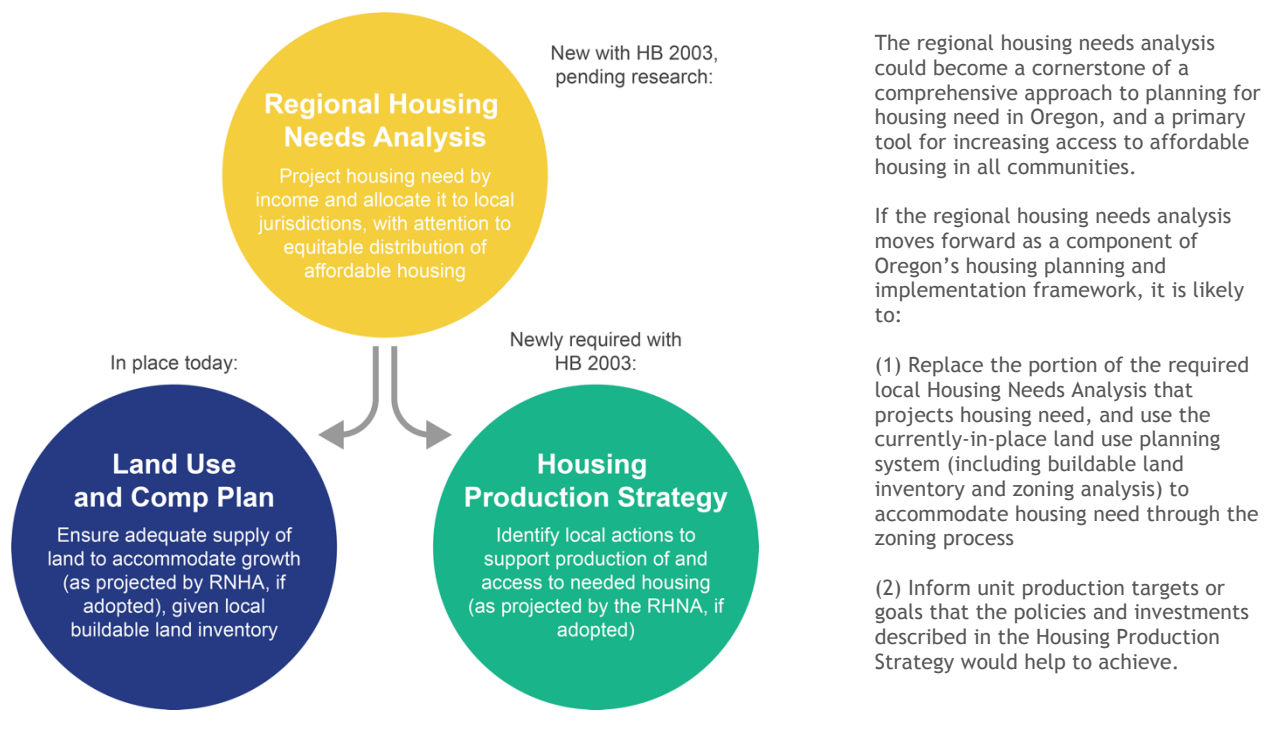 New with HB 2003,
pending research:
Regional Housing
Needs Analysis
Project housing need by
income and allocate it to local
jurisdictions, with attention to
equitable distribution of
affordable housing
In place today:
Land Use
and Comp Plan
Ensure adequate supply of
land to accommodate growth
(as projected by RNHA, if
adopted), given local
buildable land inventory
Newly required with
HB 2003:
Housing
Production Strategy
Identify local actions to
support production of and
access to needed housing
(as projected by the RHNA, if
adopted)
The regional housing needs analysis
could become a cornerstone of a
comprehensive approach to planning for
housing need in Oregon, and a primary
tool for increasing access to affordable
housing in all communities.
If the regional housing needs analysis
moves forward as a component of
Oregon’s housing planning and
implementation framework, it is likely
to:
(1) Replace the portion of the required
local Housing Needs Analysis that
projects housing need, and use the
currently-in-place land use planning
system (including buildable land
inventory and zoning analysis) to
accommodate housing need through the
zoning process
(2) Inform unit production targets or
goals that the policies and investments
described in the Housing Production
Strategy would help to achieve.